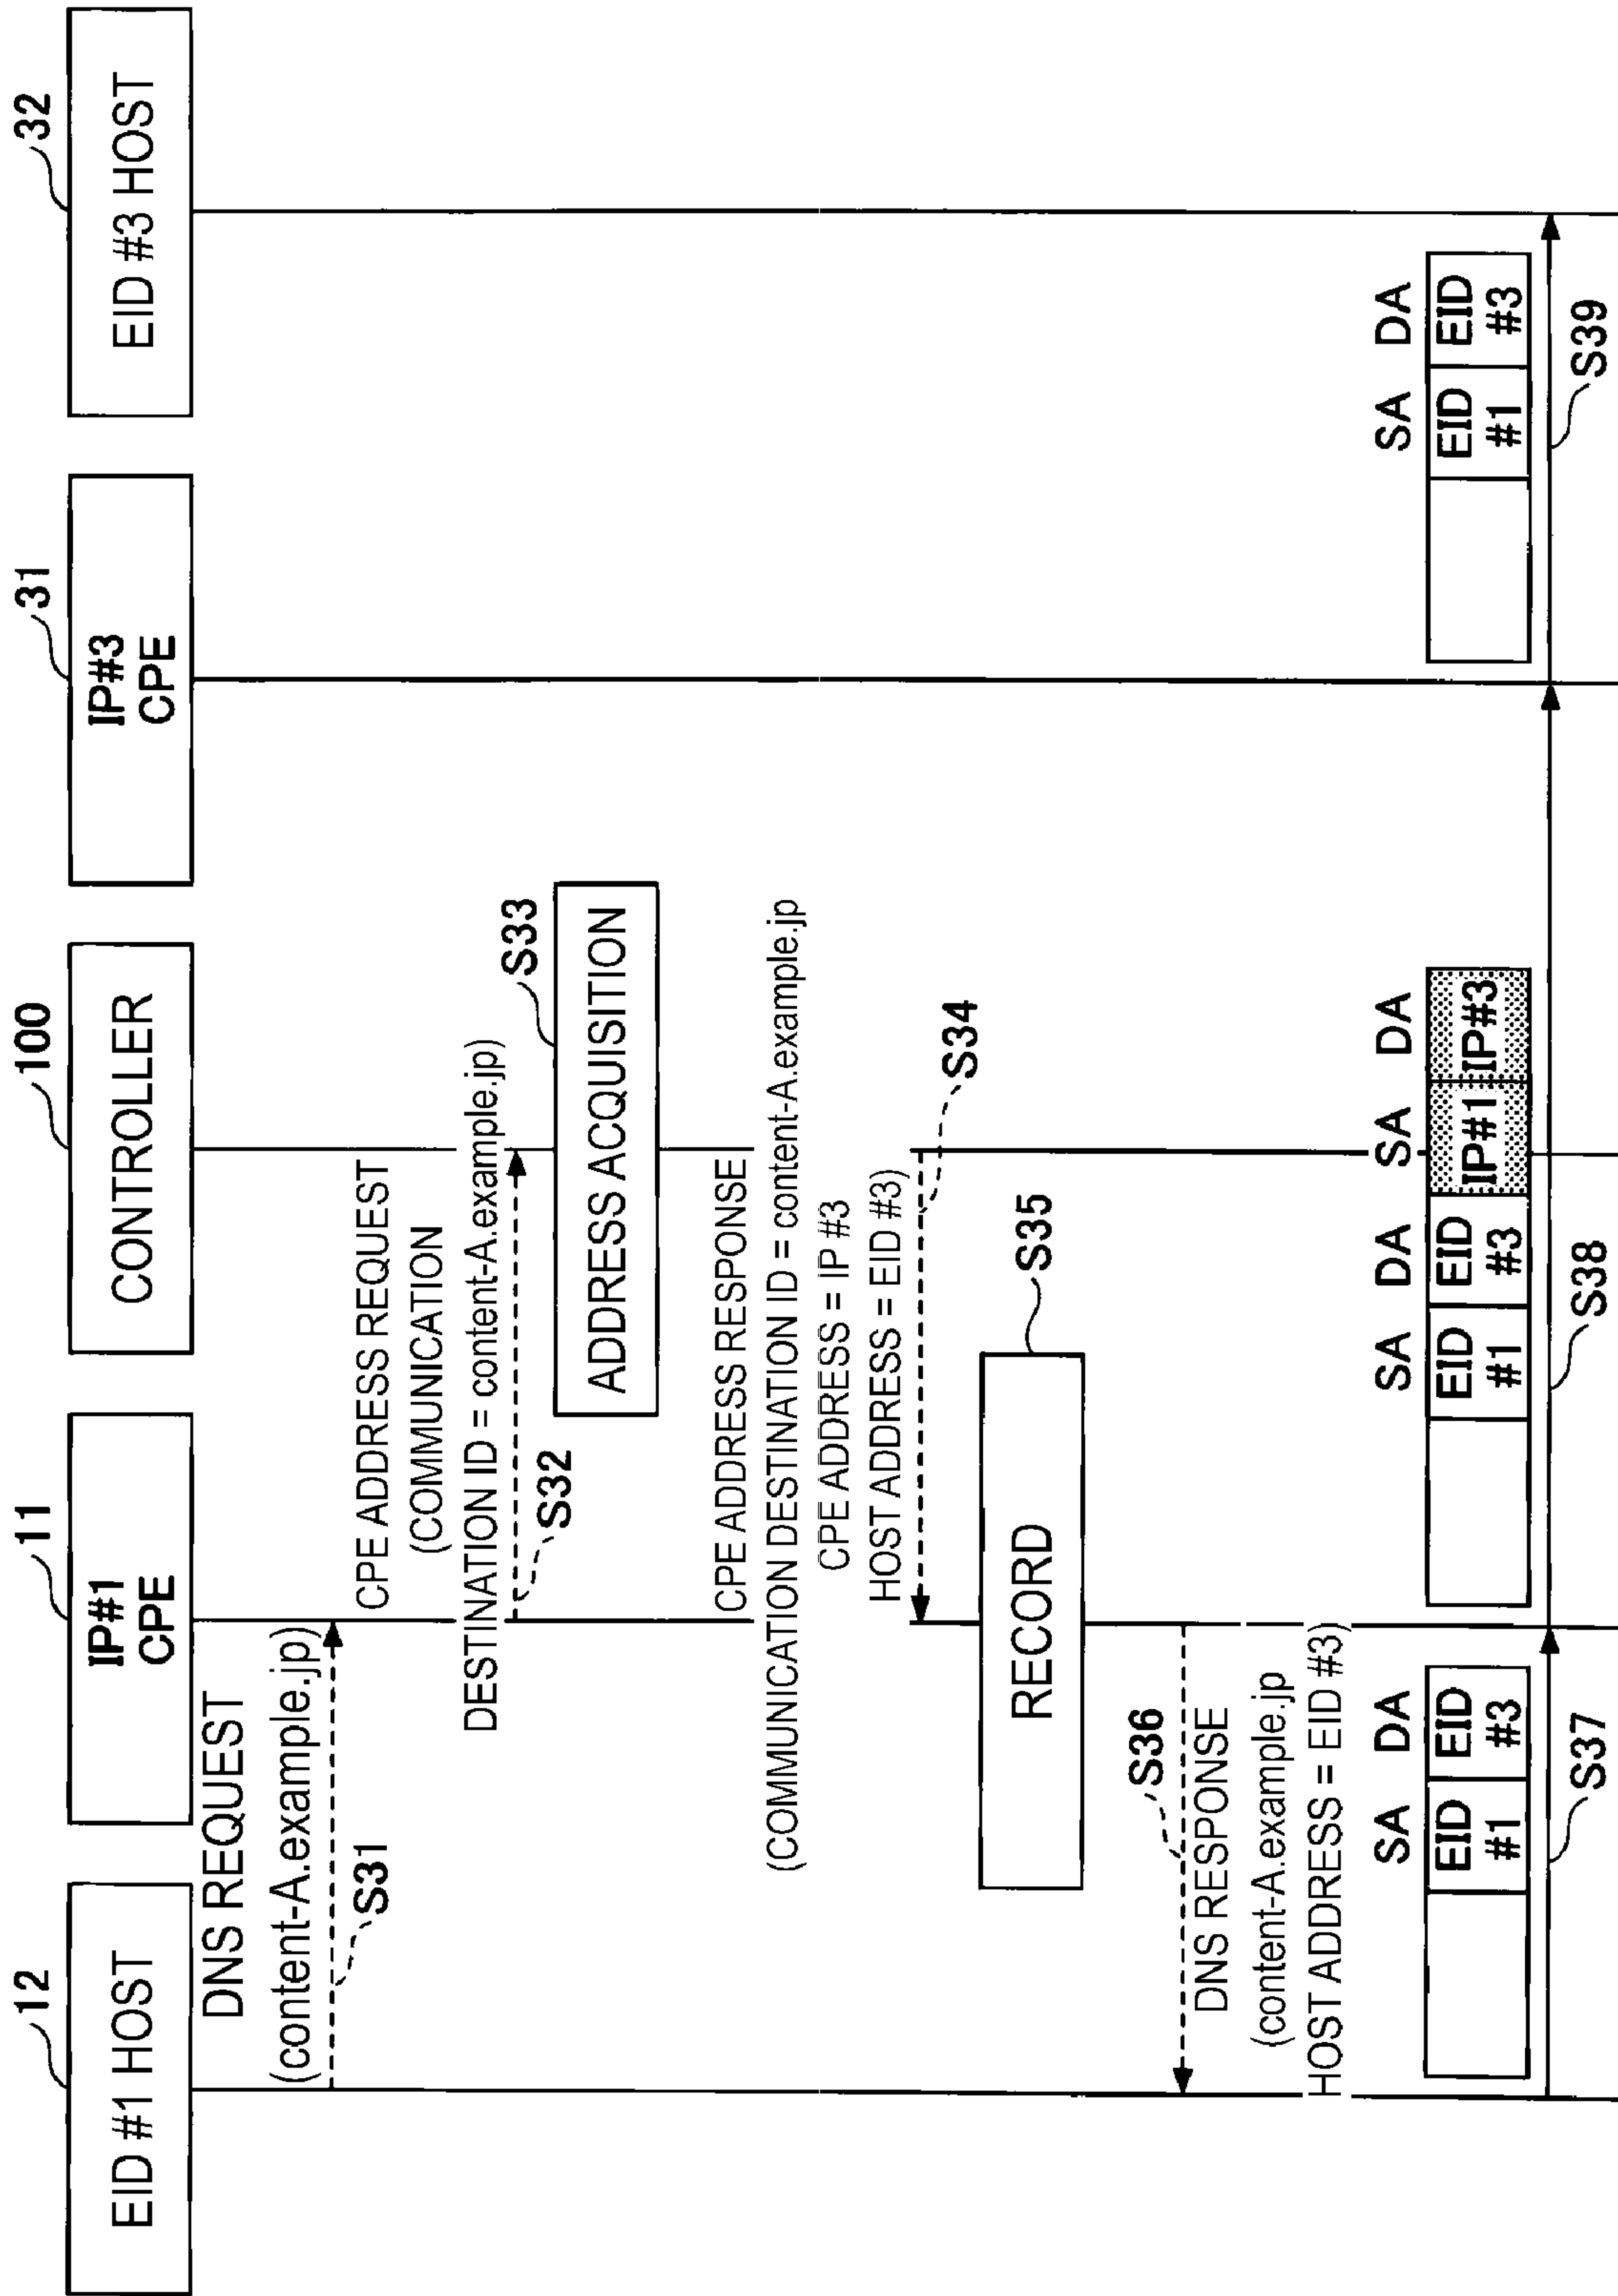 12
11
100
31
32
EID #1 HOST
IP#1
CPE
CONTROLLER
IP#3
CPE
EID #3 HOST
DNS REQUEST
(content-A.example.jp)
S31
CPE ADDRESS REQUEST
(COMMUNICATION
DESTINATION ID = content-A.example.jp)
S32
S33
ADDRESS ACQUISITION
CPE ADDRESS RESPONSE
(COMMUNICATION DESTINATION ID = content-A.example.jp
CPE ADDRESS = IP #3
HOST ADDRESS = EID #3)
S34
S35
RECORD
S36
DNS RESPONSE
(content-A.example.jp
HOST ADDRESS = EID #3)
SA DA
EID #1 EID #3
S37
SA DA SA DA
EID #1 EID #3 IP#1 IP#3
S38
SA DA
EID #1 EID #3
S39